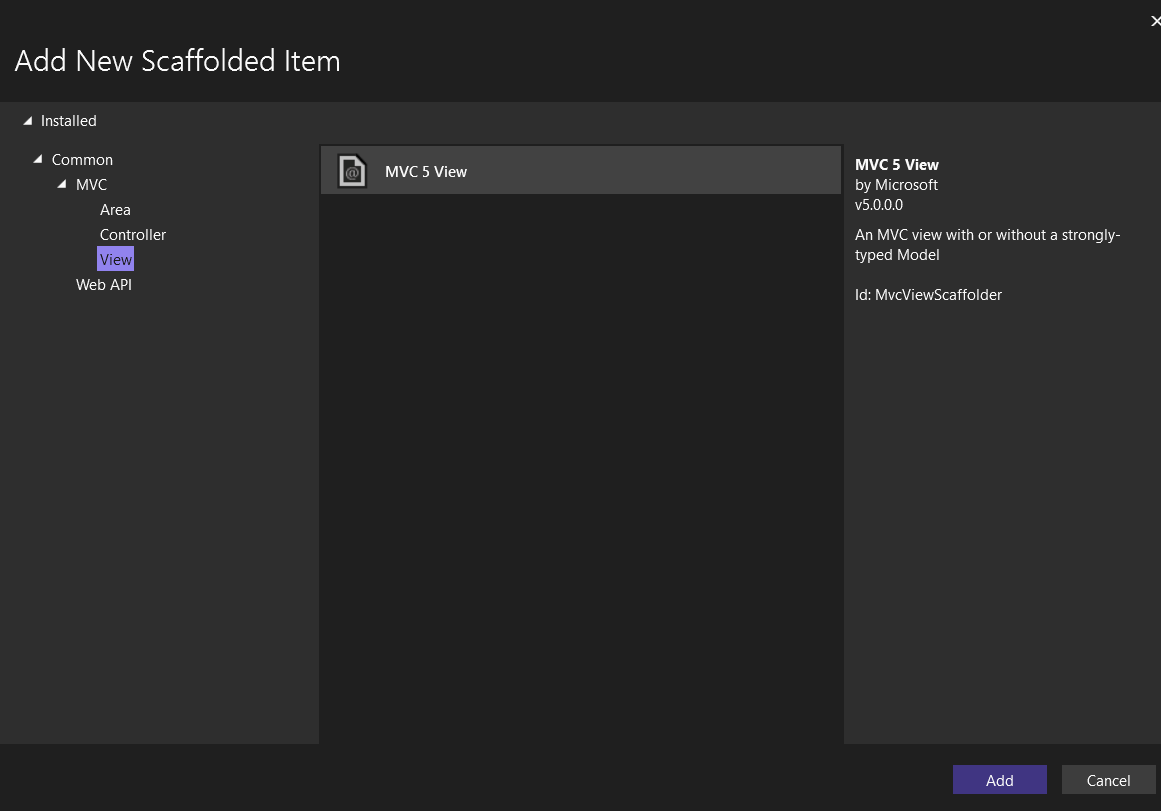 Add New Scaffolded Item
Installed
Common
MVC
Area
Controller
View
Web API
MVC 5 View
MVC 5 View
by Microsoft
v5.0.0.0
An MVC view with or without a strongly-
typed Model
Id: MvcViewScaffolder
Add
Cancel